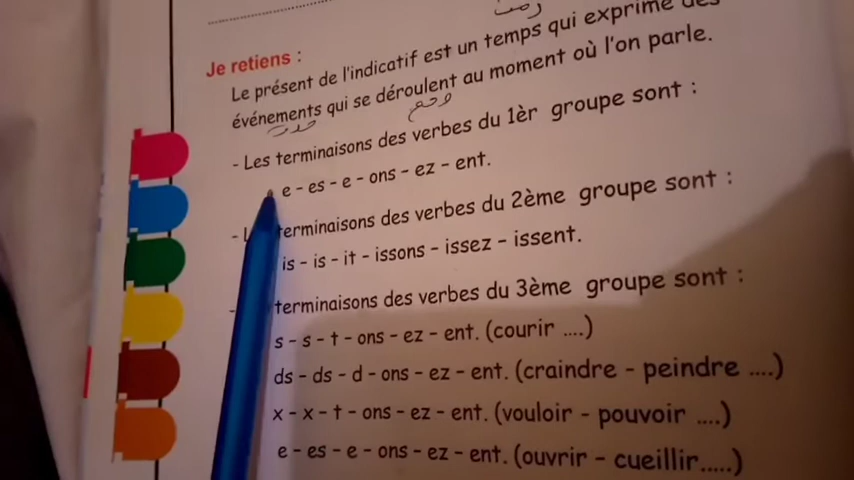 Je retiens :
Le présent de l'indicatif est un temps qui exprime des
événements qui se déroulent au moment où l'on parle.
- Les terminaisons des verbes du 1èr groupe sont :
e - es - e - ons - ez - ent.
- L terminaisons des verbes du 2ème groupe sont :
is - is - it - issons - issez - issent.
- terminaisons des verbes du 3ème groupe sont :
s - s - t - ons - ez - ent. (courir ....)
ds - ds - d - ons - ez - ent. (craindre - peindre ....)
x - x - t - ons - ez - ent. (vouloir - pouvoir ....)
e - es - e - ons - ez - ent. (ouvrir - cueillir.....)